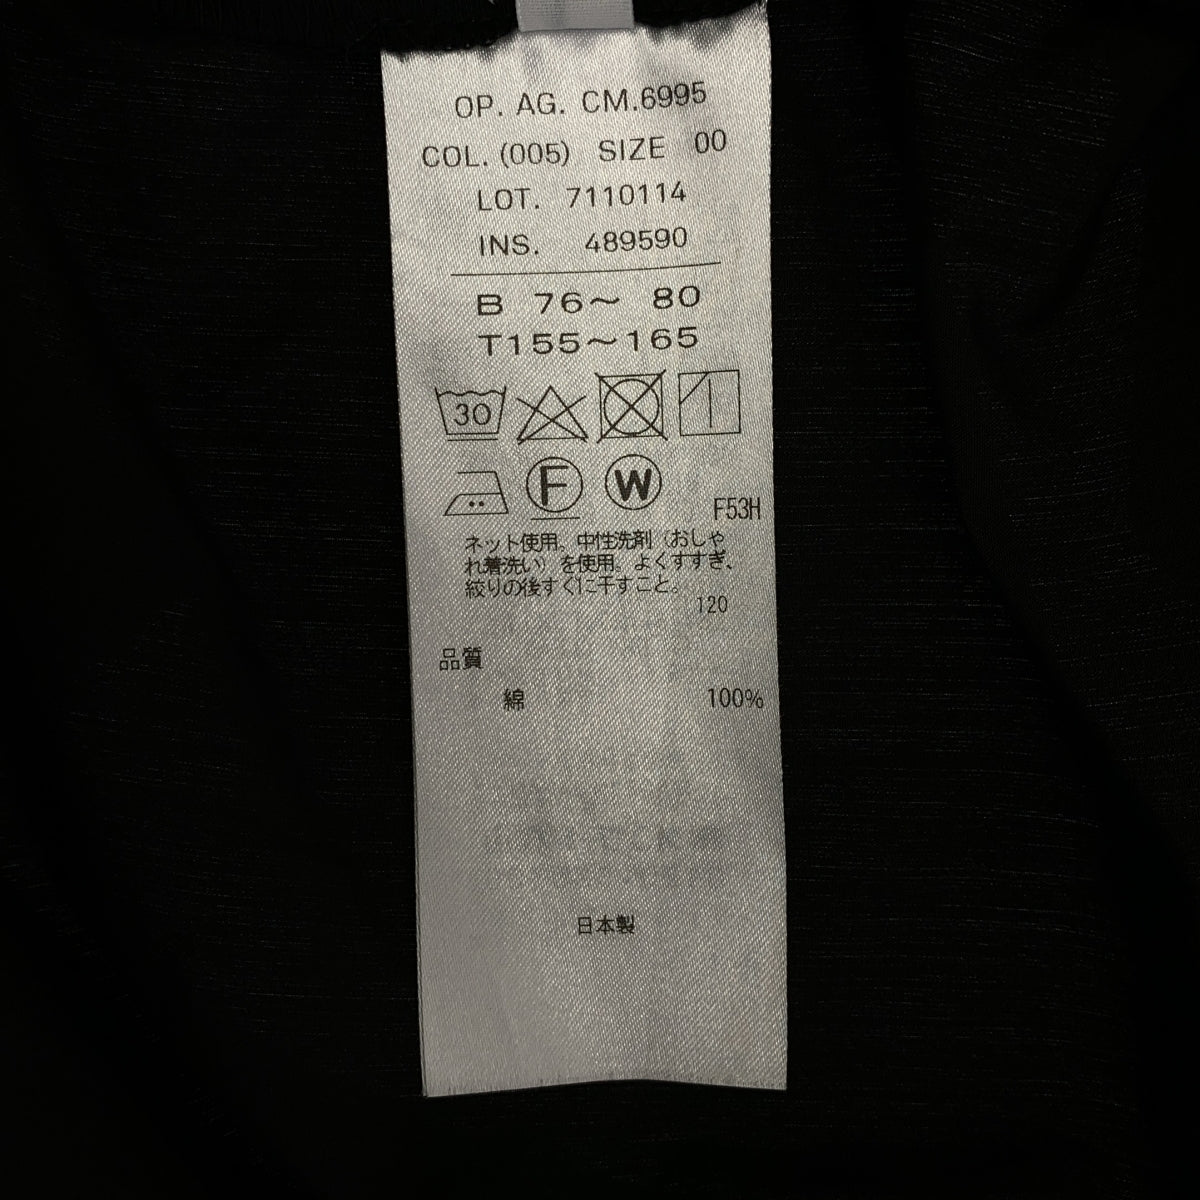 OP. AG. CM.6995
COL. (005) SIZE 00
LOT. 7110114
INS. 489590
B 76～ 80
T155～165
30
F W
F53H
ネット使用。中性洗剤（おしゃ
れ着洗い）を使用。よくすすぎ、
絞りの後すぐに干すこと。
120
品質
綿 100%
日本製